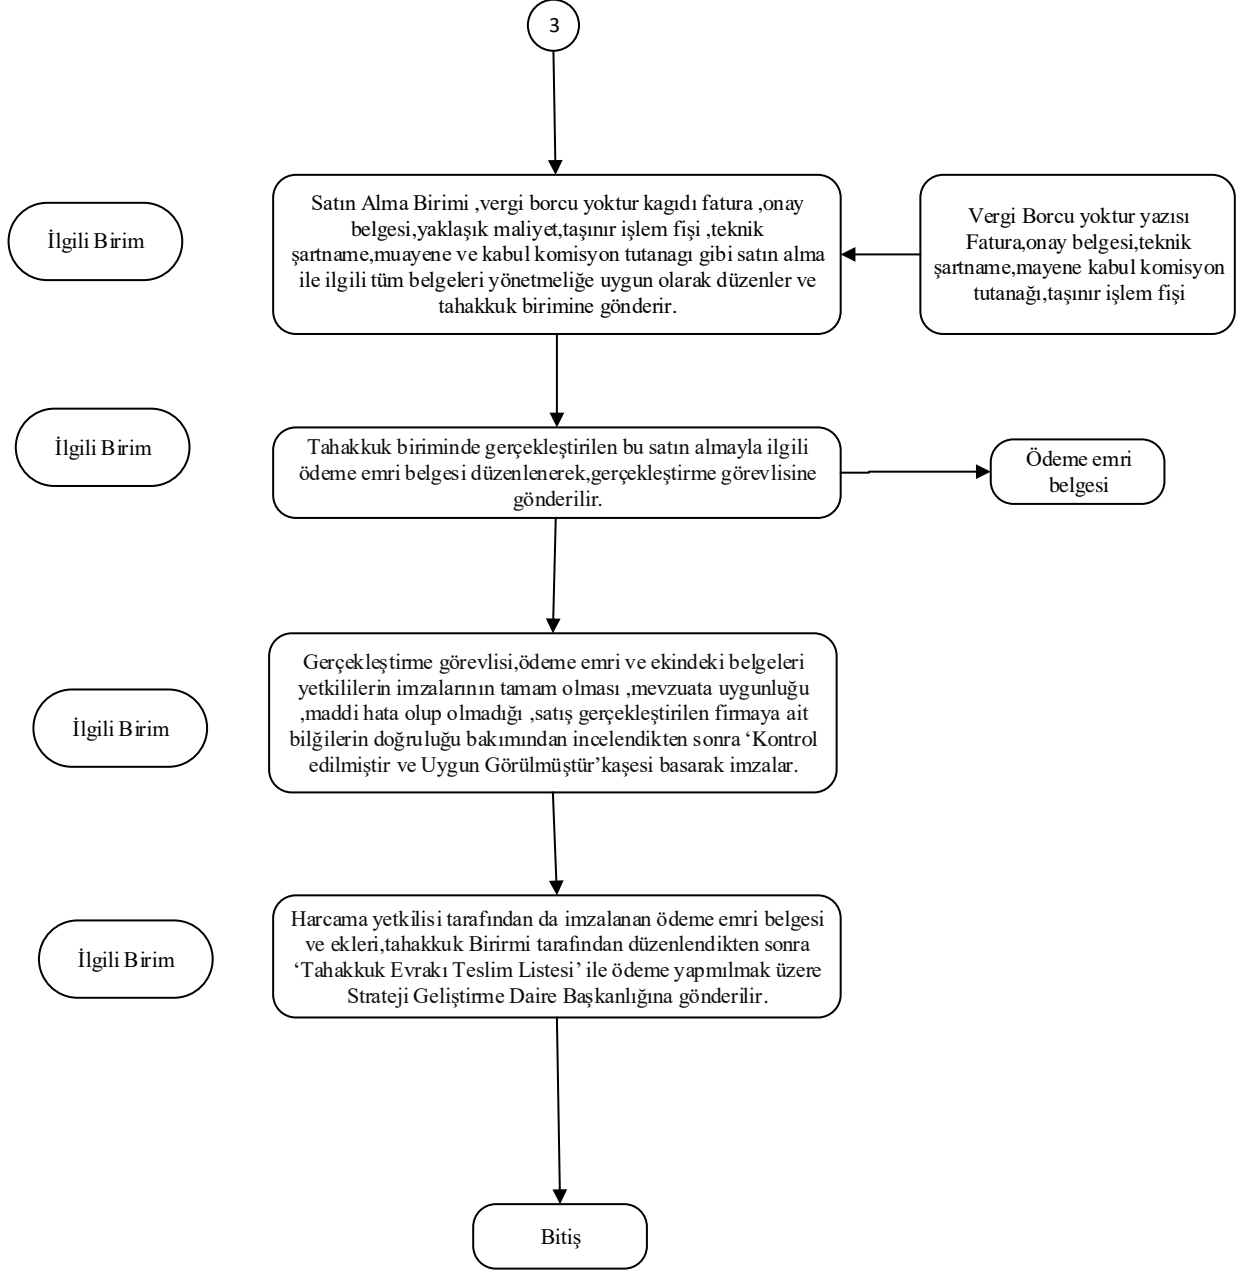 3
İlgili Birim
Satın Alma Birimi ,vergi borcu yoktur kagıdı fatura ,onay
belgesi,yaklaşık maliyet,taşınır işlem fişi ,teknik
şartname,muayene ve kabul komisyon tutanagı gibi satın alma
ile ilgili tüm belgeleri yönetmeliğe uygun olarak düzenler ve
tahakkuk birimine gönderir.
Vergi Borcu yoktur yazısı
Fatura,onay belgesi,teknik
şartname,mayene kabul komisyon
tutanağı,taşınır işlem fişi
İlgili Birim
Tahakkuk biriminde gerçekleştirilen bu satın almayla ilgili
ödeme emri belgesi düzenlenerek,gerçekleştirme görevlisine
gönderilir.
Ödeme emri
belgesi
İlgili Birim
Gerçekleştirme görevlisi,ödeme emri ve ekindeki belgeleri
yetkililerin imzalarının tamam olması ,mevzuata uygunluğu
,maddi hata olup olmadığı ,satış gerçekleştirilen firmaya ait
bilğilerin doğruluğu bakımından incelendikten sonra ‘Kontrol
edilmiştir ve Uygun Görülmüştür’kaşesi basarak imzalar.
İlgili Birim
Harcama yetkilisi tarafından da imzalanan ödeme emri belgesi
ve ekleri,tahakkuk Birirmi tarafından düzenlendikten sonra
‘Tahakkuk Evrakı Teslim Listesi’ ile ödeme yapmılmak üzere
Strateji Geliştirme Daire Başkanlığına gönderilir.
Bitiş